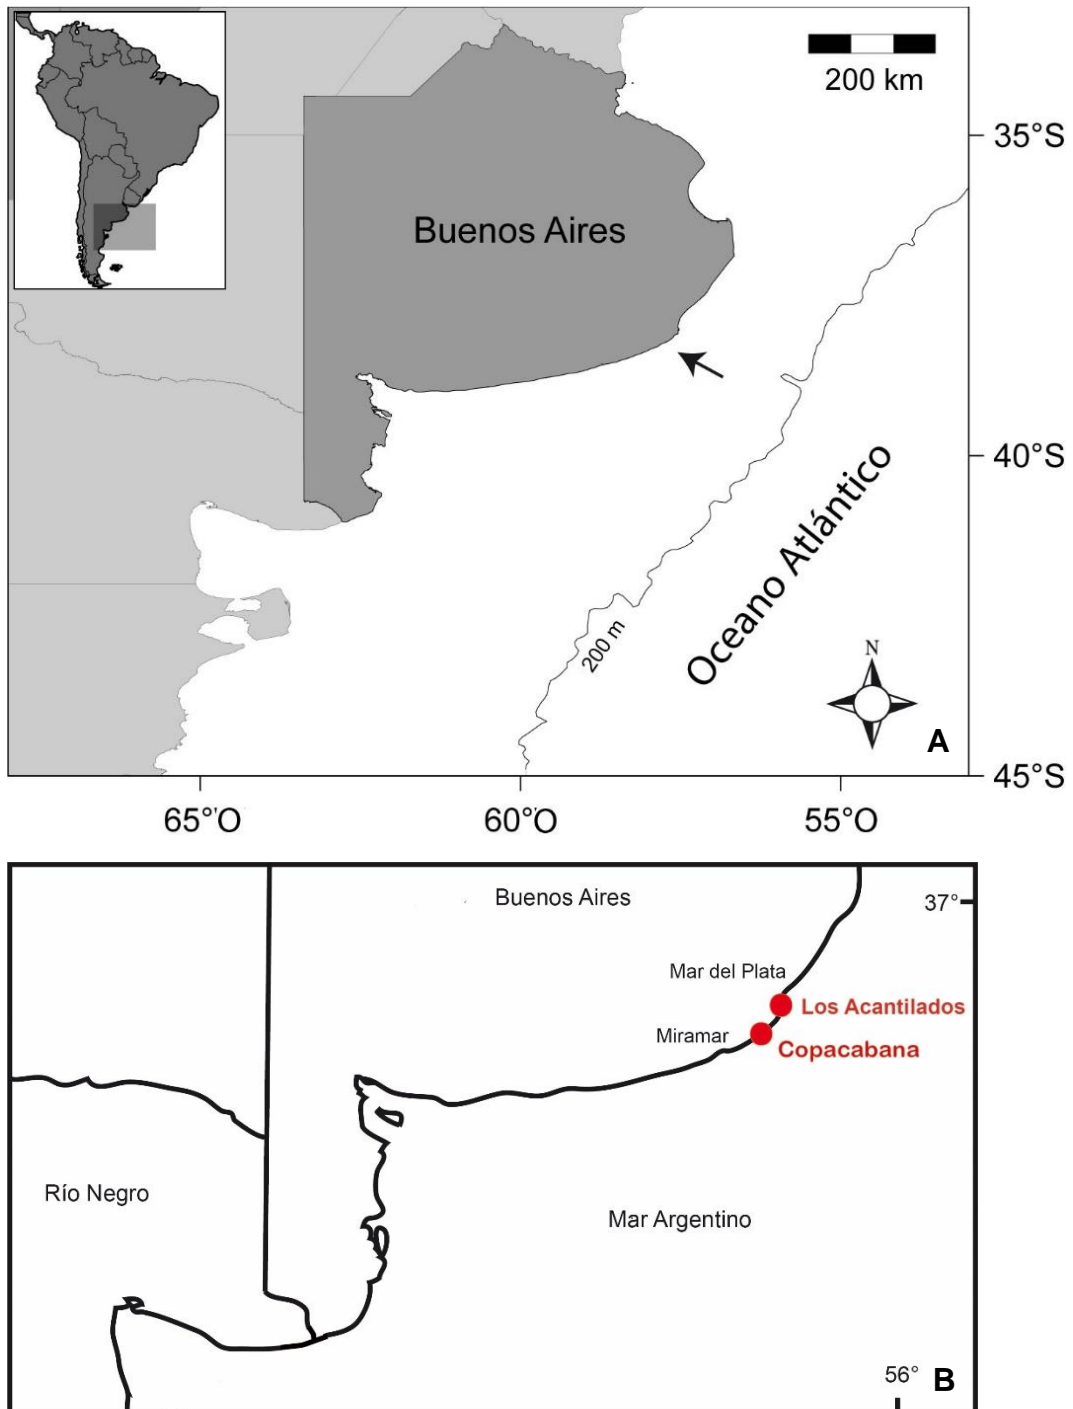 200 km
35°S
Buenos Aires
40°S
Oceano Atlántico
200 m
N
A
45°S
65°O
60°O
55°O
Buenos Aires
37°
Mar del Plata
Los Acantilados
Miramar
Copacabana
Río Negro
Mar Argentino
56°
B